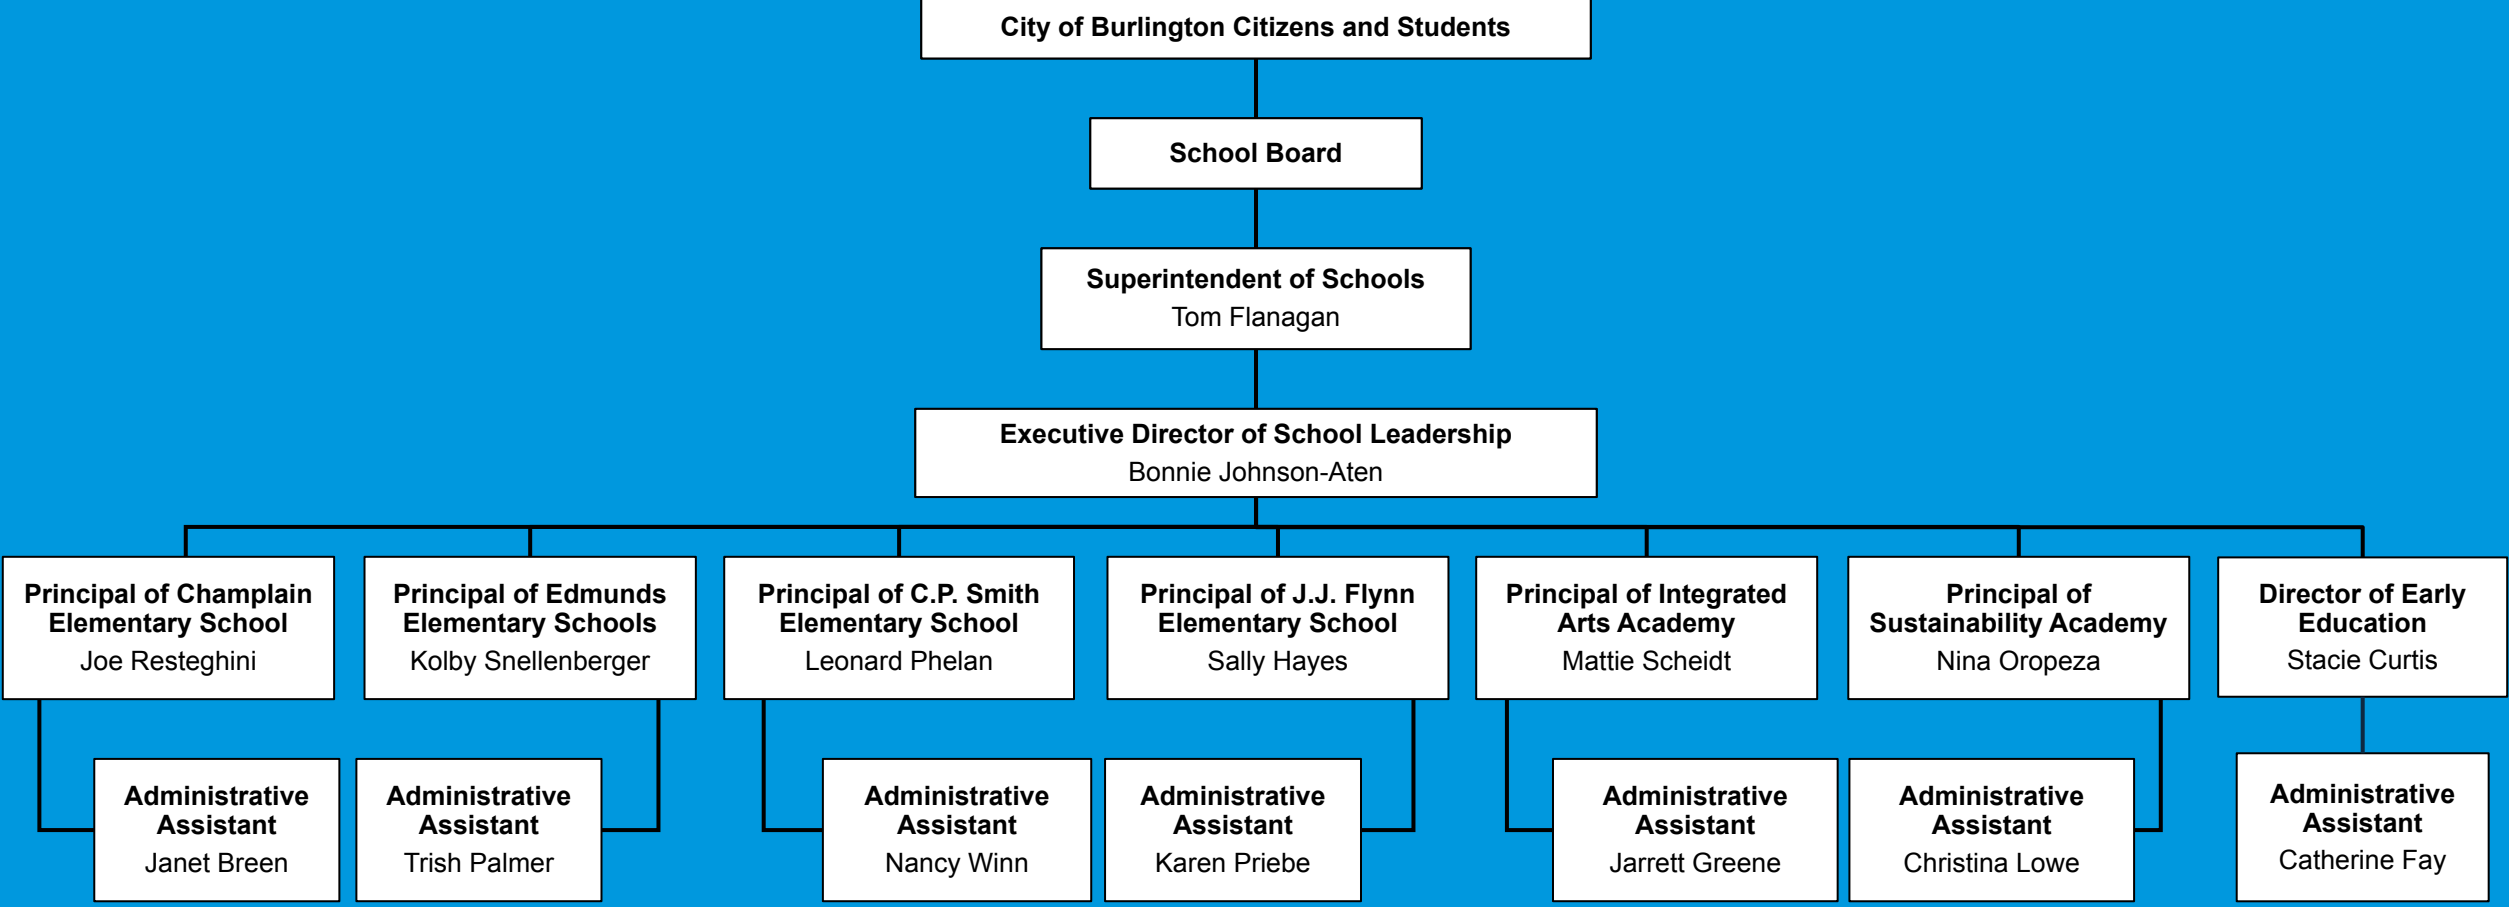 City of Burlington Citizens and Students
School Board
Superintendent of Schools
Tom Flanagan
Executive Director of School Leadership
Bonnie Johnson-Aten
Principal of Champlain
Elementary School
Joe Resteghini
Principal of Edmunds
Elementary Schools
Kolby Snellenberger
Principal of C.P. Smith
Elementary School
Leonard Phelan
Principal of J.J. Flynn
Elementary School
Sally Hayes
Principal of Integrated
Arts Academy
Mattie Scheidt
Principal of
Sustainability Academy
Nina Oropeza
Director of Early
Education
Stacie Curtis
Administrative
Assistant
Janet Breen
Administrative
Assistant
Trish Palmer
Administrative
Assistant
Nancy Winn
Administrative
Assistant
Karen Priebe
Administrative
Assistant
Jarrett Greene
Administrative
Assistant
Christina Lowe
Administrative
Assistant
Catherine Fay